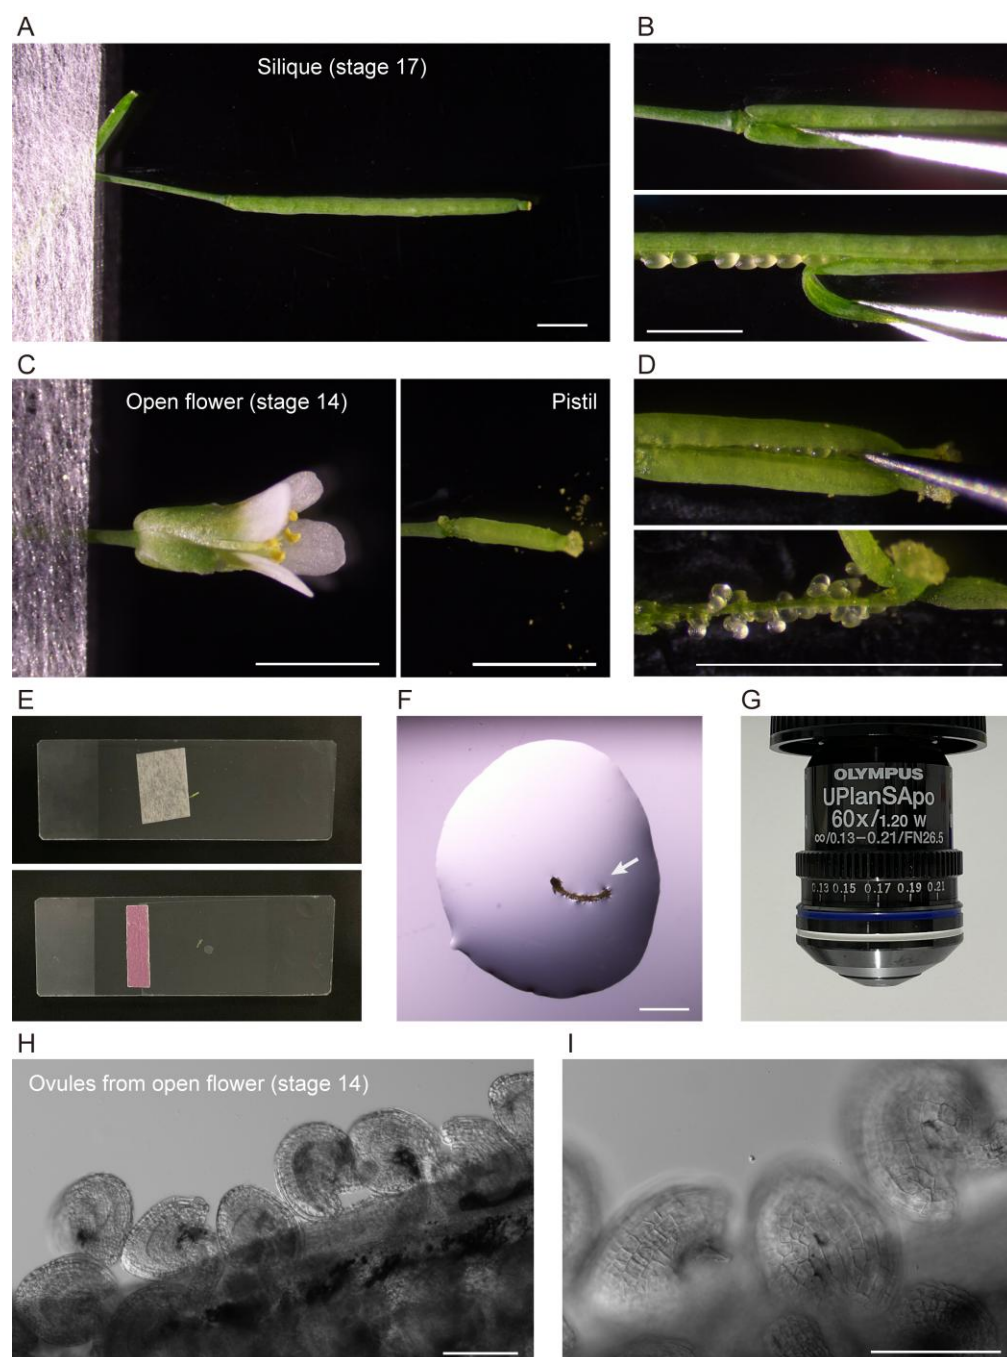 A
Silique (stage 17)
B
C
Open flower (stage 14)
Pistil
D
E
F
G
OLYMPUS
UPlanSApo
60x/1.20 W
∞/0.13-0.21/FN26.5
0.13 0.15 0.17 0.19 0.21
H
Ovules from open flower (stage 14)
I